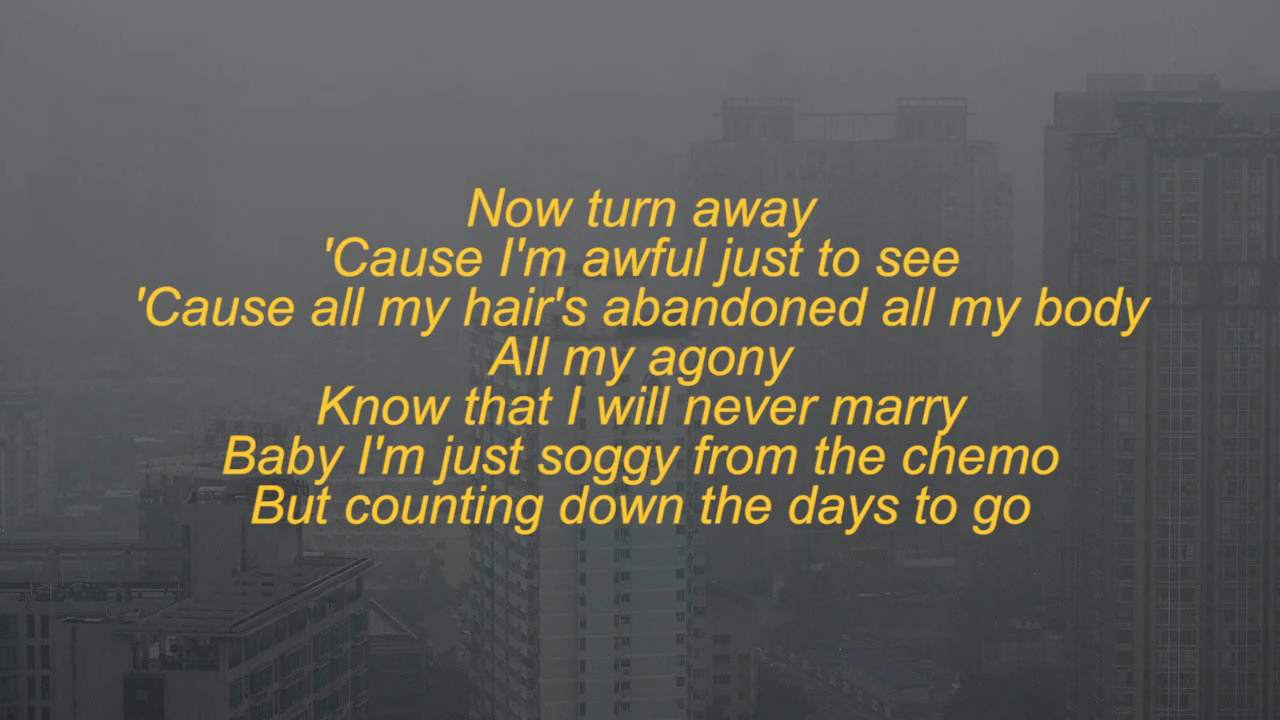 Now turn away
'Cause I'm awful just to see
'Cause all my hair's abandoned all my body
All my agony
Know that I will never marry
Baby I'm just soggy from the chemo
But counting down the days to go